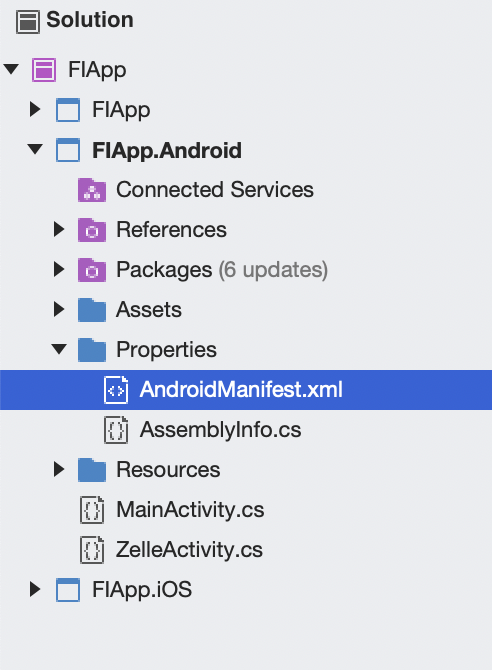 Solution
FIApp
FIApp
FIApp.Android
Connected Services
References
Packages (6 updates)
Assets
Properties
AndroidManifest.xml
AssemblyInfo.cs
Resources
MainActivity.cs
ZelleActivity.cs
FIApp.iOS